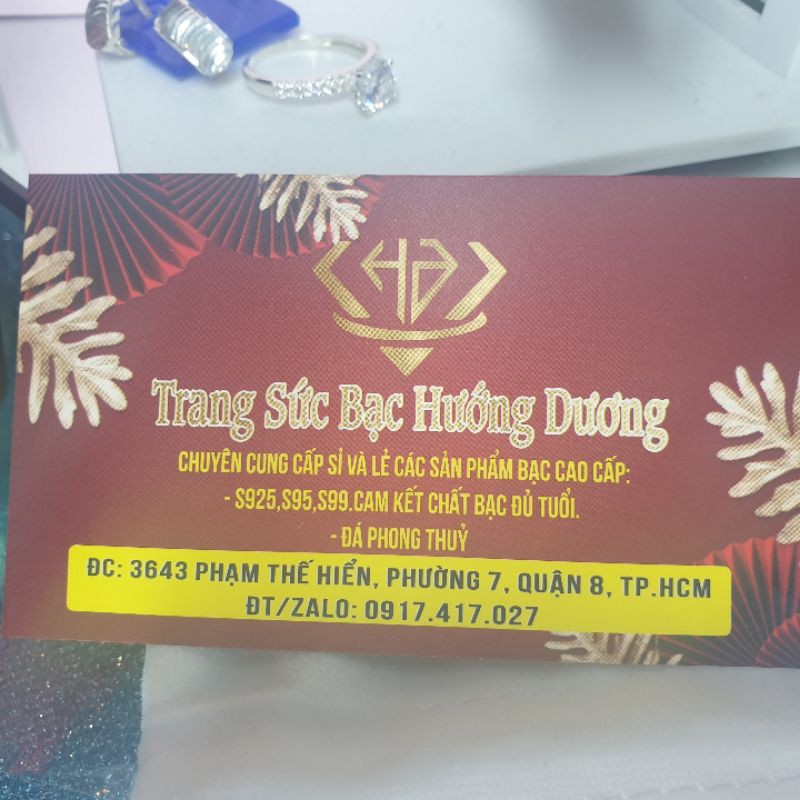 HD
Trang Sức Bạc Hướng Dương
CHUYÊN CUNG CẤP SỈ VÀ LẺ CÁC SẢN PHẨM BẠC CAO CẤP:
- S925,S95,S99.CAM KẾT CHẤT BẠC ĐỦ TUỔI.
- ĐÁ PHONG THUỶ
ĐC: 3643 PHẠM THẾ HIỂN, PHƯỜNG 7, QUẬN 8, TP.HCM
ĐT/ZALO: 0917.417.027